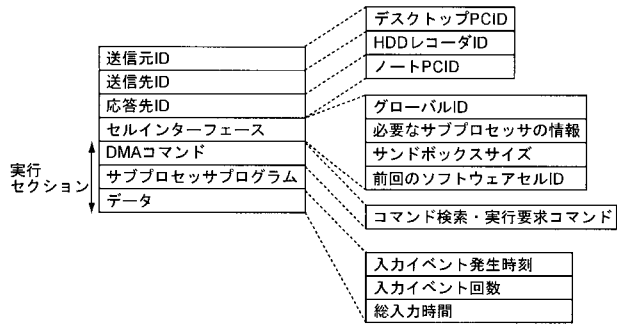 デスクトップPCID
HDDレコーダID
ノートPCID
送信元ID
送信先ID
応答先ID
セルインターフェース
DMAコマンド
サブプロセッサプログラム
データ
実行
セクション
グローバルID
必要なサブプロセッサの情報
サンドボックスサイズ
前回のソフトウェアセルID
コマンド検索・実行要求コマンド
入力イベント発生時刻
入力イベント回数
総入力時間